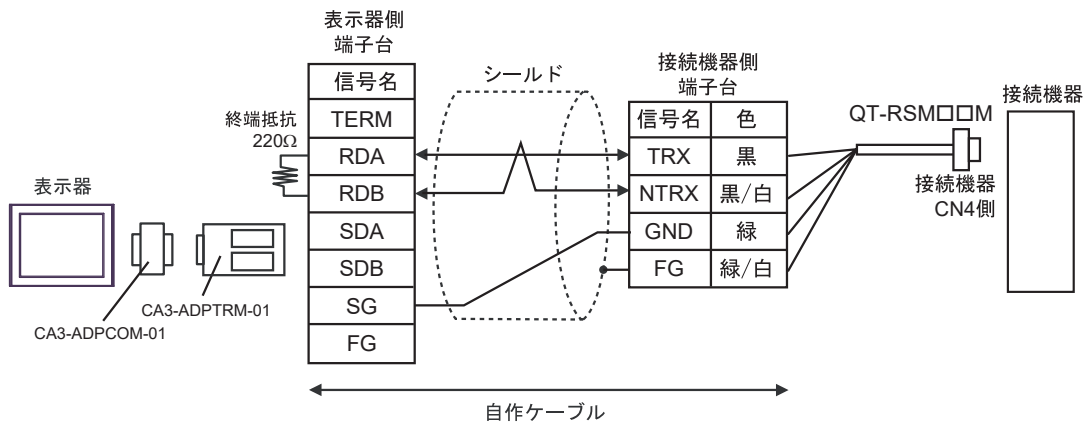 表示器側
端子台
信号名
TERM
RDA
RDB
SDA
SDB
SG
FG
終端抵抗
220Ω
表示器
CA3-ADPCOM-01
CA3-ADPTRM-01
シールド
接続機器側
端子台
信号名 色
TRX 黒
NTRX 黒/白
GND 緑
FG 緑/白
QT-RSM□□M
接続機器
CN4側
接続機器
自作ケーブル